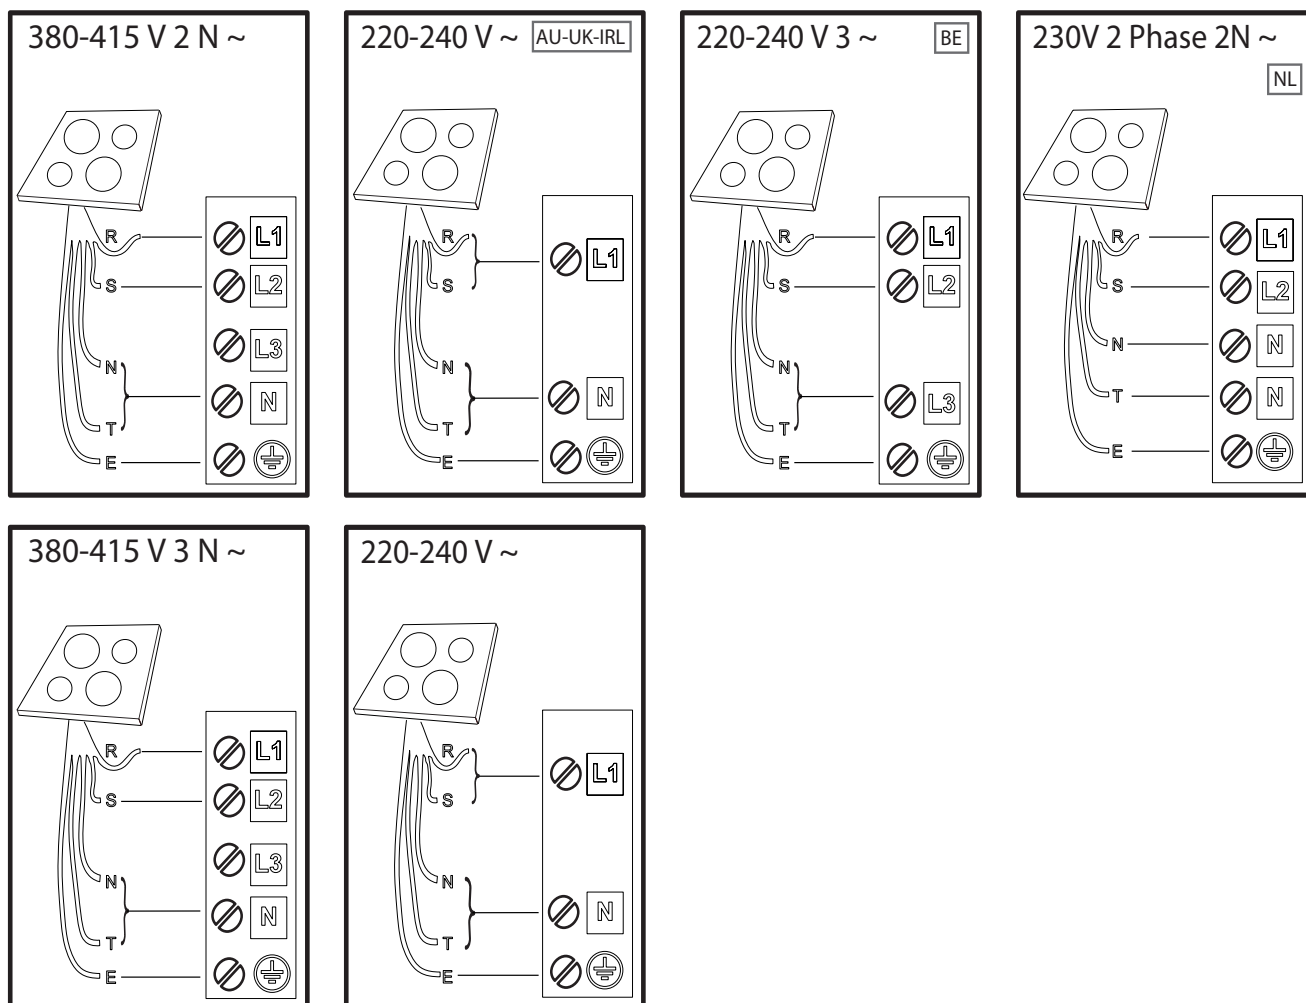 380-415 V 2 N ~
R L1
S L2
L3
N
N
T
E
220-240 V ~ AU-UK-IRL
R
L1
S
N
N
T
E
220-240 V 3 ~ BE
R L1
S L2
N
L3
T
E
230V 2 Phase 2N ~
NL
R L1
S L2
N N
T N
E
380-415 V 3 N ~
R L1
S L2
L3
N
N
T
E
220-240 V ~
R
L1
S
N
N
T
E